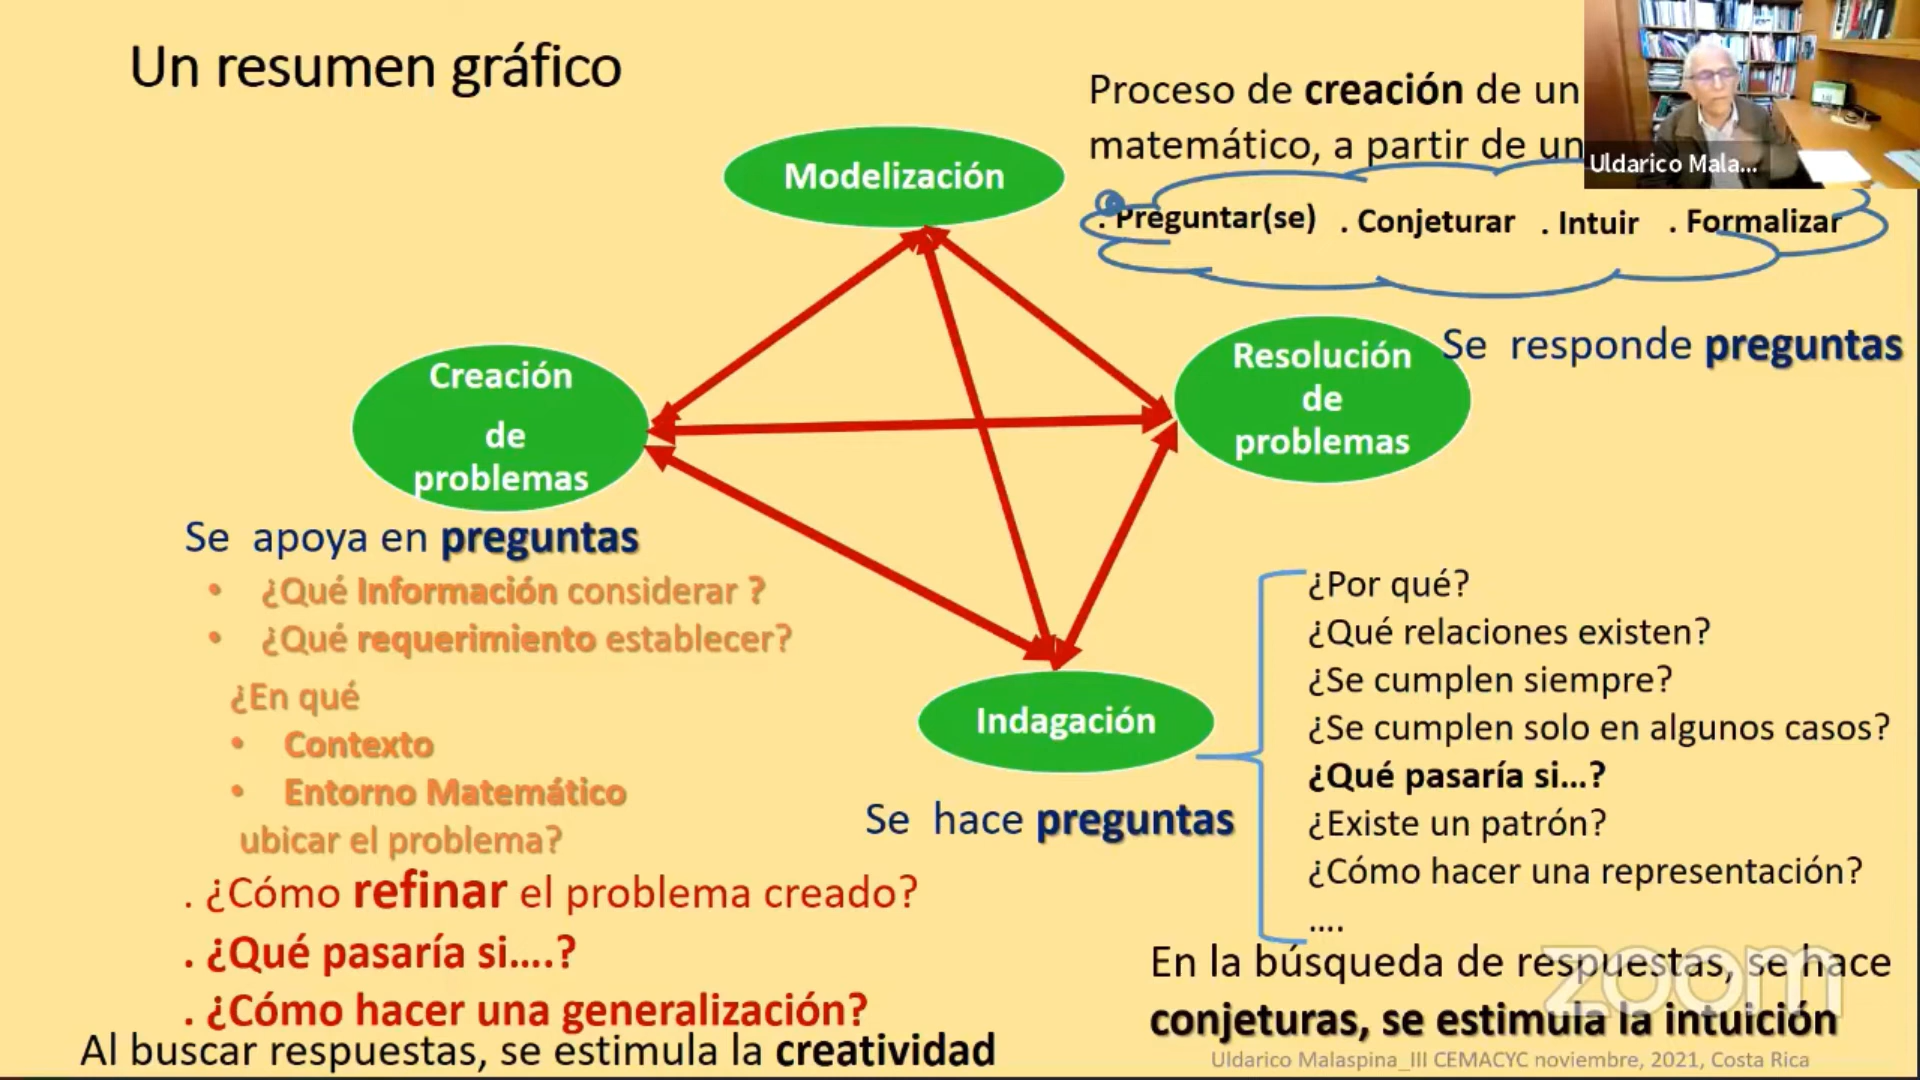 Un resumen gráfico
Proceso de creación de un
matemático, a partir de un
Uldarico Mala...
. Preguntar(se) . Conjeturar . Intuir . Formalizar
Modelización
Resolución
de
problemas
Se responde preguntas
Creación
de
problemas
Se apoya en preguntas
• ¿Qué Información considerar ?
• ¿Qué requerimiento establecer?
¿En qué
• Contexto
• Entorno Matemático
ubicar el problema?
. ¿Cómo refinar el problema creado?
. ¿Qué pasaría si....?
. ¿Cómo hacer una generalización?
Al buscar respuestas, se estimula la creatividad
Indagación
Se hace preguntas
¿Por qué?
¿Qué relaciones existen?
¿Se cumplen siempre?
¿Se cumplen solo en algunos casos?
¿Qué pasaría si...?
¿Existe un patrón?
¿Cómo hacer una representación?
....
En la búsqueda de respuestas, se hace
conjeturas, se estimula la intuición
zoom
Uldarico Malaspina_III CEMACYC noviembre, 2021, Costa Rica